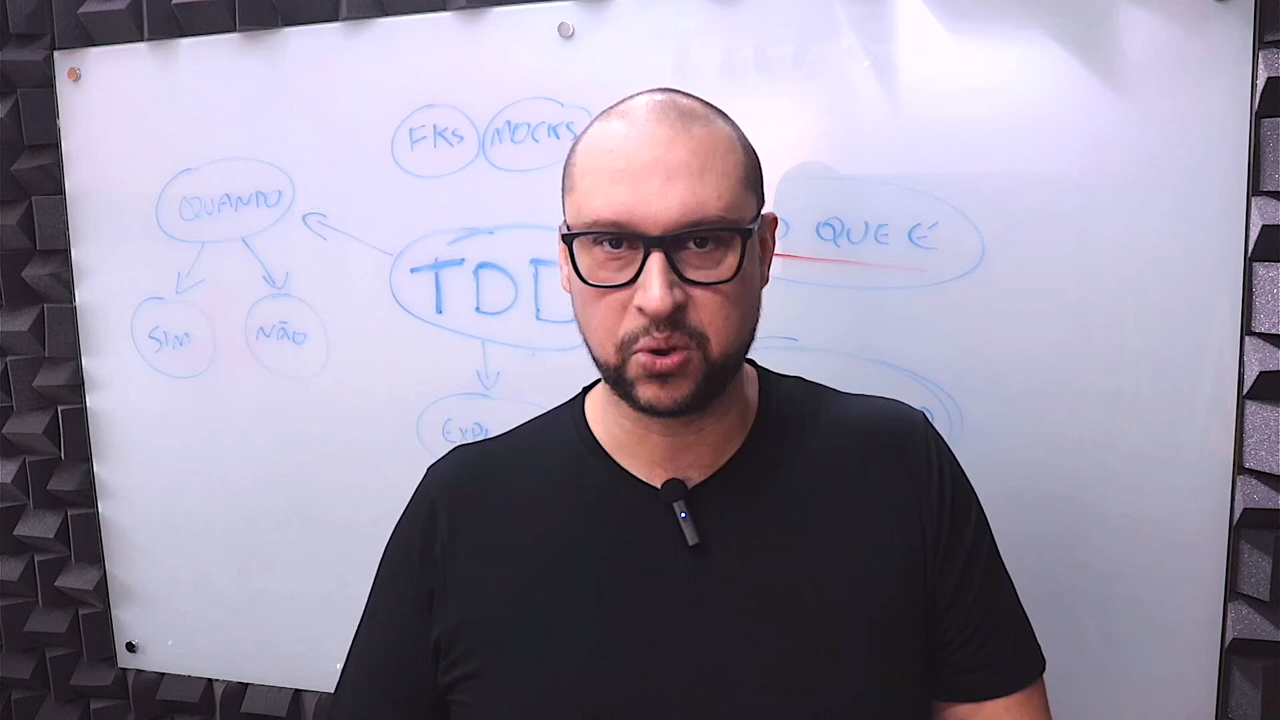 FKs MOCKS
QUANDO
QUE É
TDD
SIM NÃO